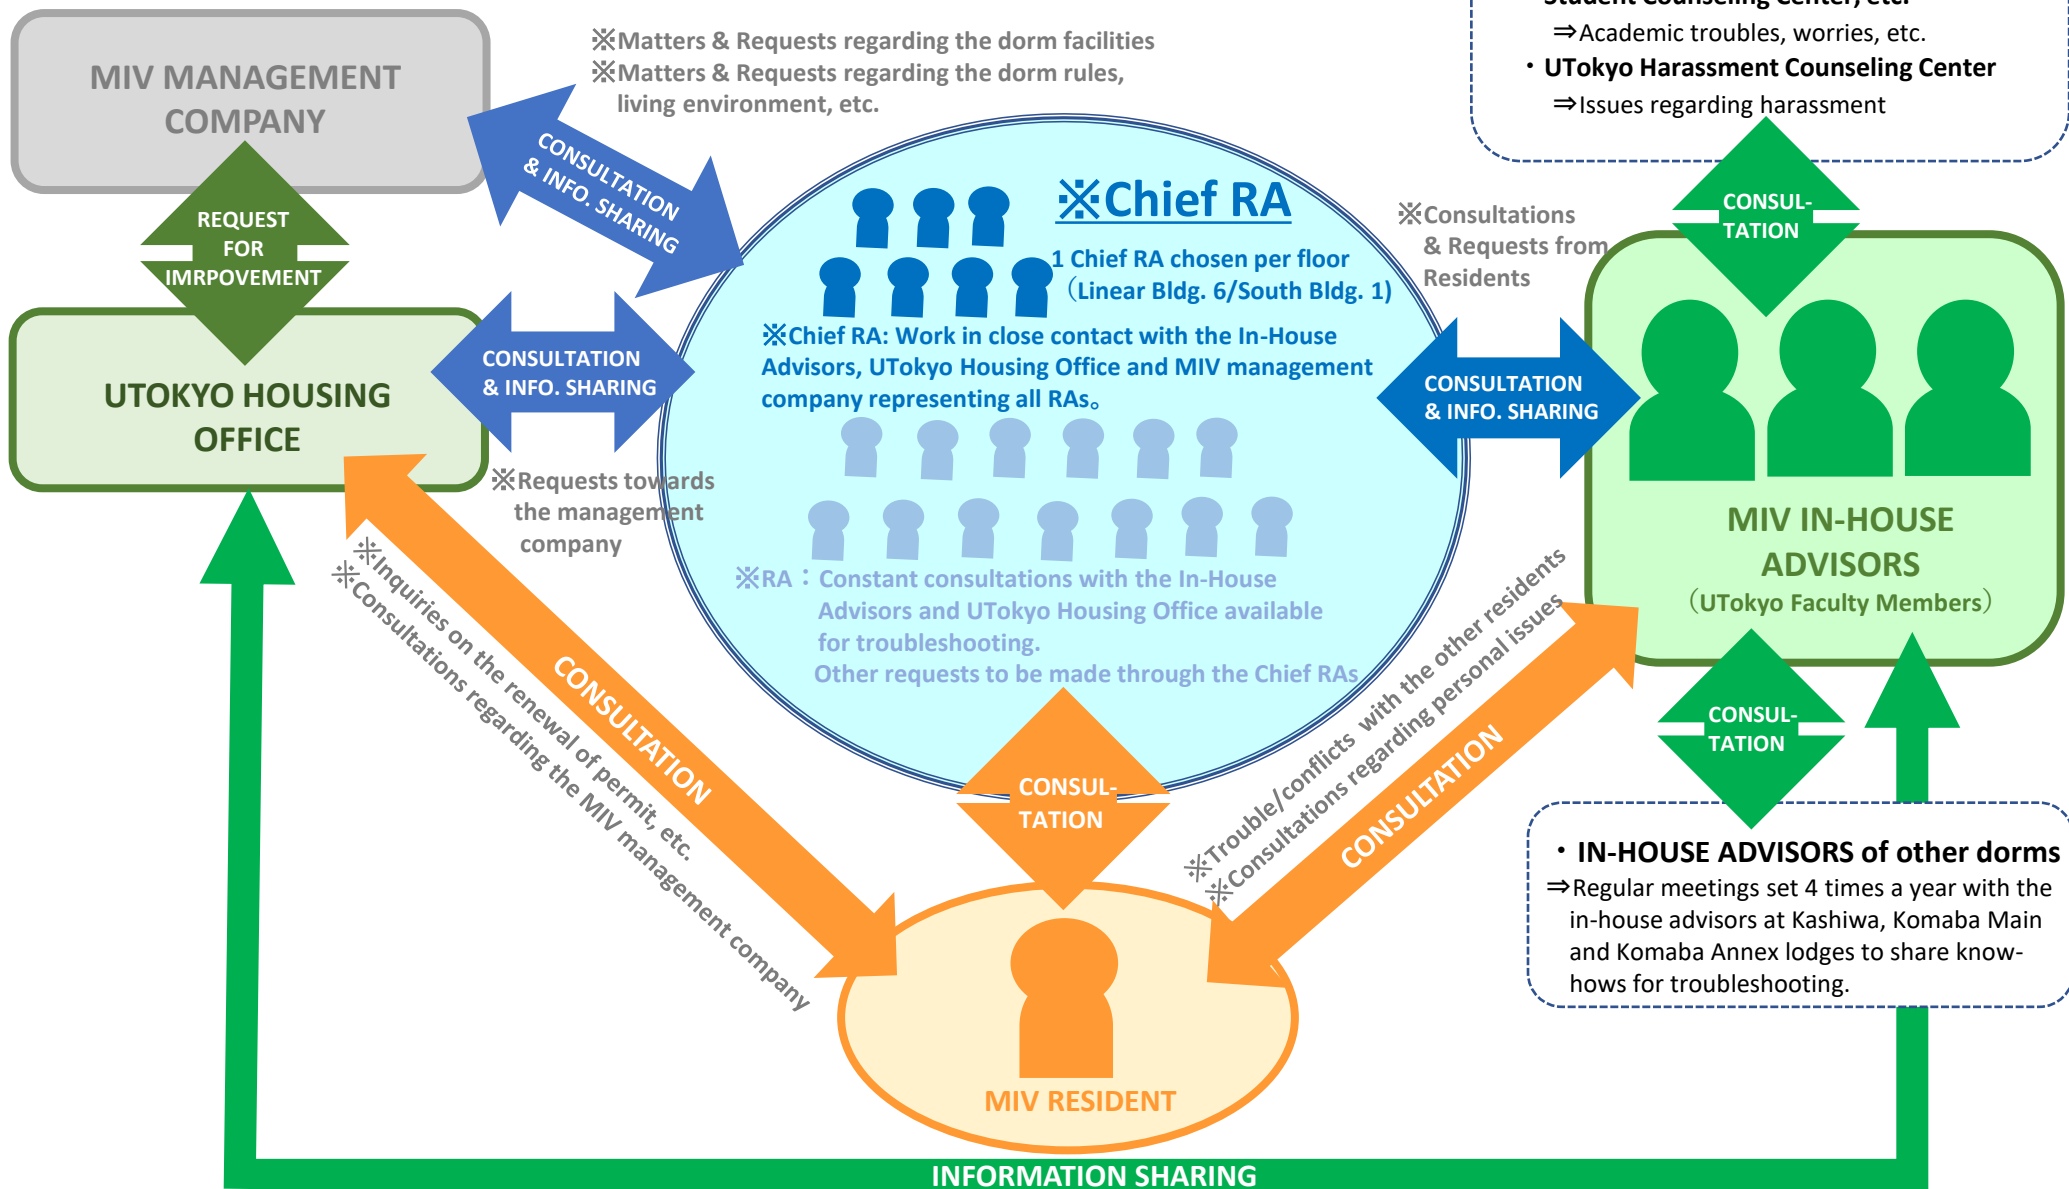 Student Counseling Center, etc.
⇒Academic troubles, worries, etc.
・UTokyo Harassment Counseling Center
⇒Issues regarding harassment
MIV MANAGEMENT
COMPANY
※Matters & Requests regarding the dorm facilities
※Matters & Requests regarding the dorm rules,
living environment, etc.
CONSULTATION
& INFO. SHARING
REQUEST
FOR
IMRPOVEMENT
※Chief RA
1 Chief RA chosen per floor
（Linear Bldg. 6/South Bldg. 1)
※Chief RA: Work in close contact with the In-House
Advisors, UTokyo Housing Office and MIV management
company representing all RAs。
※Consultations
& Requests from
Residents
CONSUL-
TATION
UTOKYO HOUSING
OFFICE
CONSULTATION
& INFO. SHARING
※Requests towards
the management
company
CONSULTATION
& INFO. SHARING
MIV IN-HOUSE
ADVISORS
（UTokyo Faculty Members）
※RA：Constant consultations with the In-House
Advisors and UTokyo Housing Office available
for troubleshooting.
Other requests to be made through the Chief RAs
※Inquiries on the renewal of permit, etc.
※Consultations regarding the MIV management company
CONSULTATION
CONSUL-
TATION
※Trouble/conflicts with the other residents
※Consultations regarding personal issues
CONSULTATION
CONSUL-
TATION
・IN-HOUSE ADVISORS of other dorms
⇒Regular meetings set 4 times a year with the
in-house advisors at Kashiwa, Komaba Main
and Komaba Annex lodges to share know-
hows for troubleshooting.
MIV RESIDENT
INFORMATION SHARING